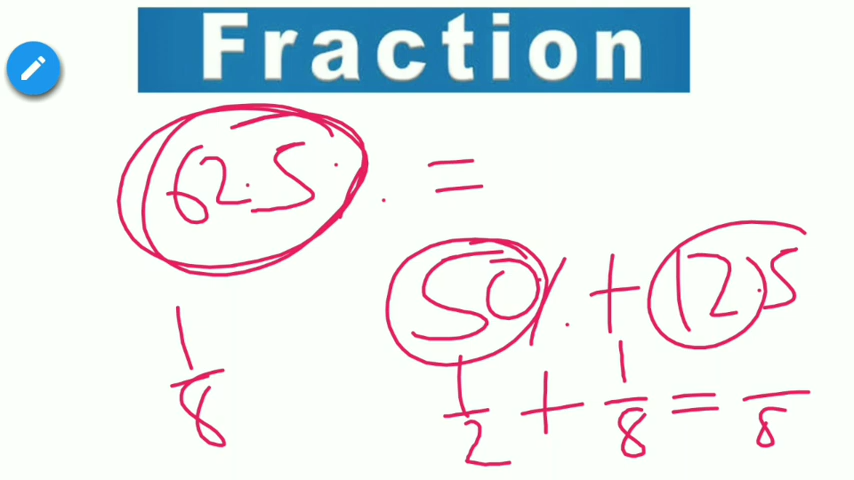 Fraction
62.5%. =
50% + 12.5
1/8
1/2 + 1/8 = /8